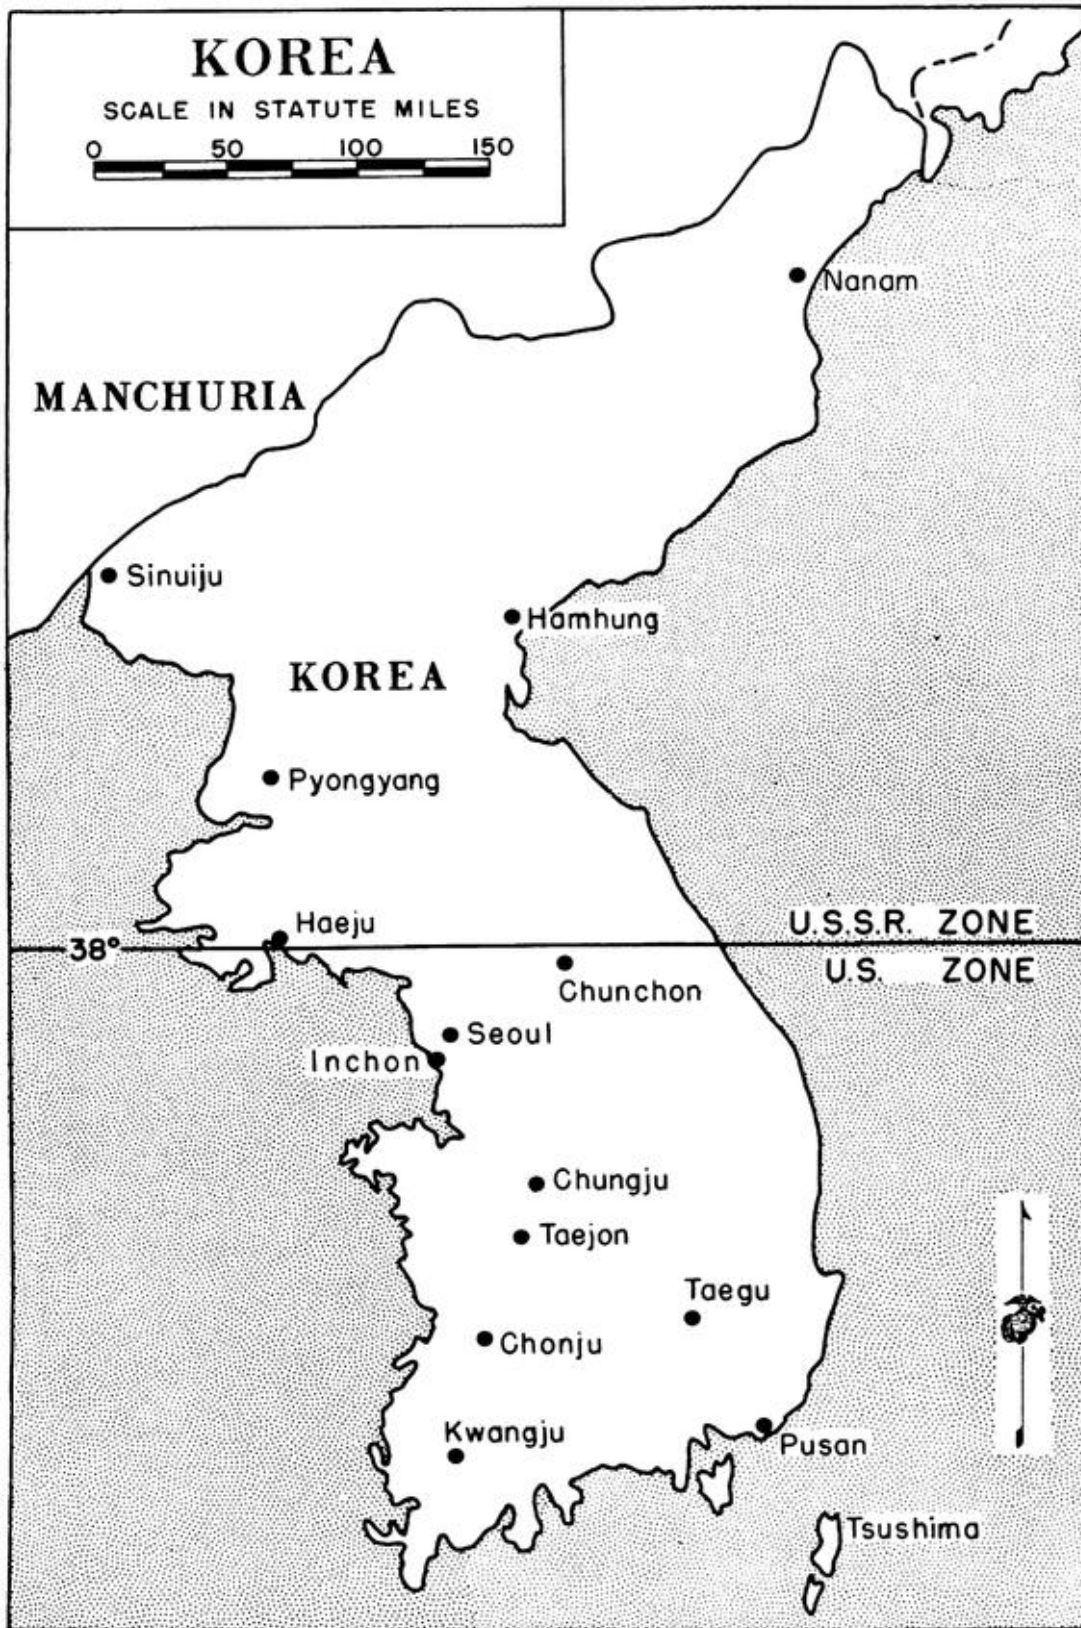 KOREA
SCALE IN STATUTE MILES
0 50 100 150
Nanam
MANCHURIA
Sinuiju
Hamhung
KOREA
Pyongyang
Haeju
U.S.S.R. ZONE
38°
U.S. ZONE
Chunchon
Seoul
Inchon
Chungju
Taejon
Taegu
Chonju
Kwangju
Pusan
Tsushima